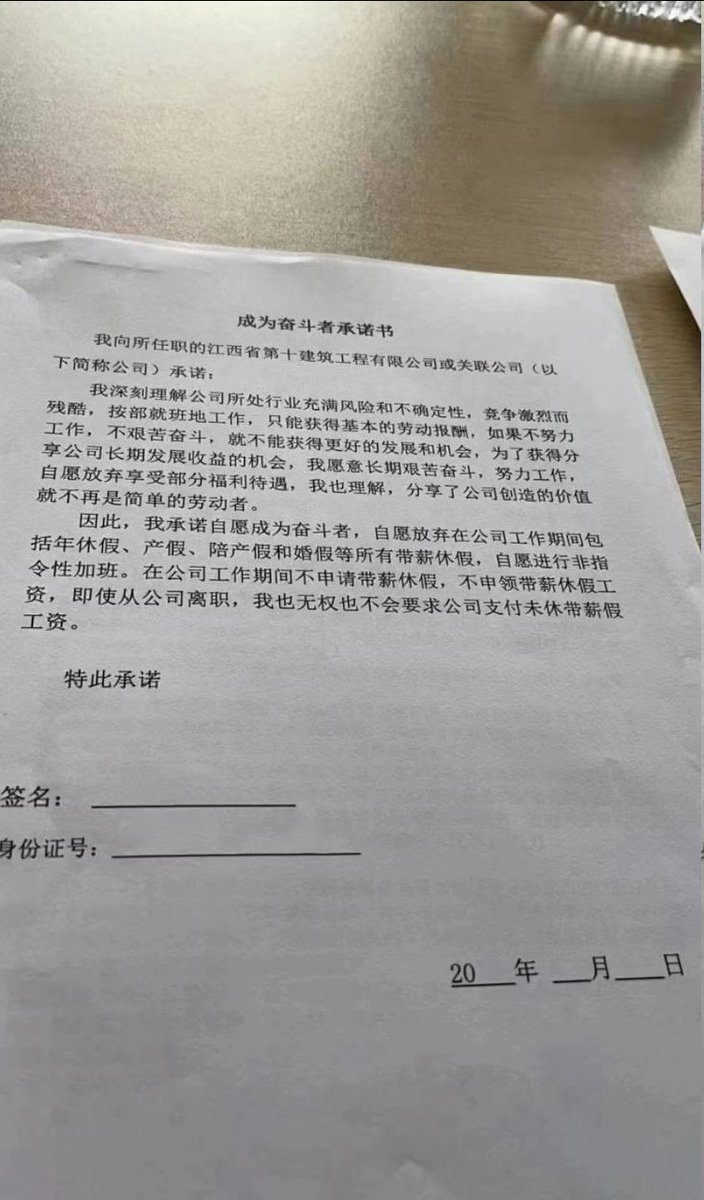 成为奋斗者承诺书
我向所任职的江西省第十建筑工程有限公司或关联公司（以
下简称公司）承诺：
我深刻理解公司所处行业充满风险和不确定性，竞争激烈而
残酷，按部就班地工作，只能获得基本的劳动报酬，如果不努力
工作，不艰苦奋斗，就不能获得更好的发展和机会，为了获得分
享公司长期发展收益的机会，我愿意长期艰苦奋斗，努力工作，
自愿放弃享受部分福利待遇，我也理解，分享了公司创造的价值
就不再是简单的劳动者。
因此，我承诺自愿成为奋斗者，自愿放弃在公司工作期间包
括年休假、产假、陪产假和婚假等所有带薪休假，自愿进行非指
令性加班。在公司工作期间不申请带薪休假，不申领带薪休假工
资，即使从公司离职，我也无权也不会要求公司支付未休带薪假
工资。
特此承诺
签名：
身份证号：
20 年 月 日